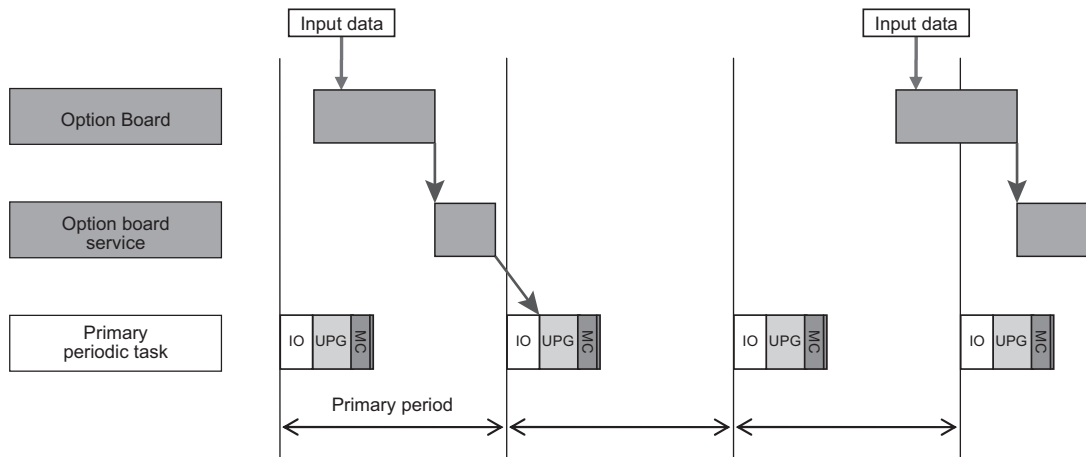 Input data
Input data
Option Board
Option board
service
Primary
periodic task
IO UPG MC
IO UPG MC
IO UPG MC
IO UPG MC
Primary period